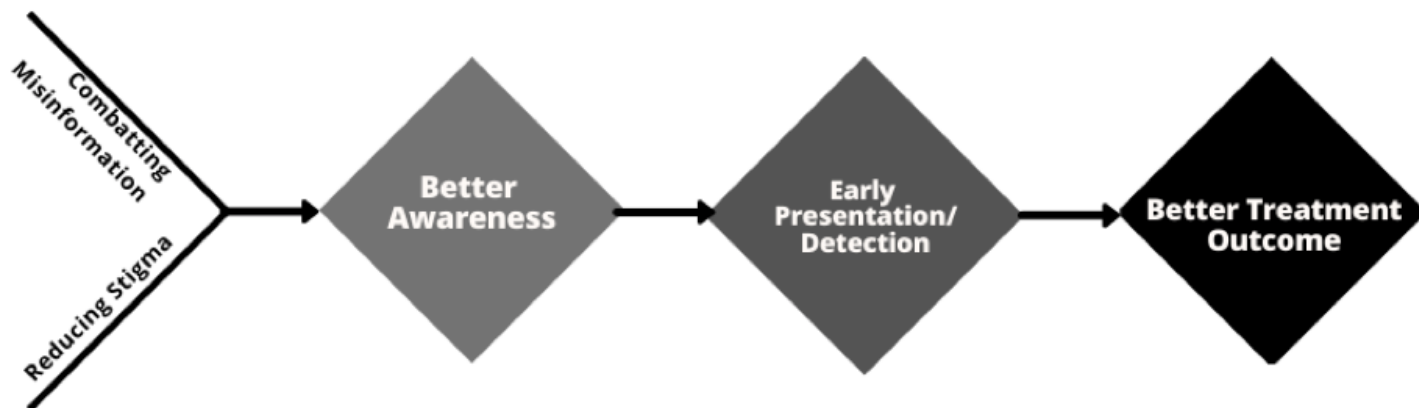 Combatting
Misinformation
Reducing Stigma
Better
Awareness
Early
Presentation/
Detection
Better Treatment
Outcome